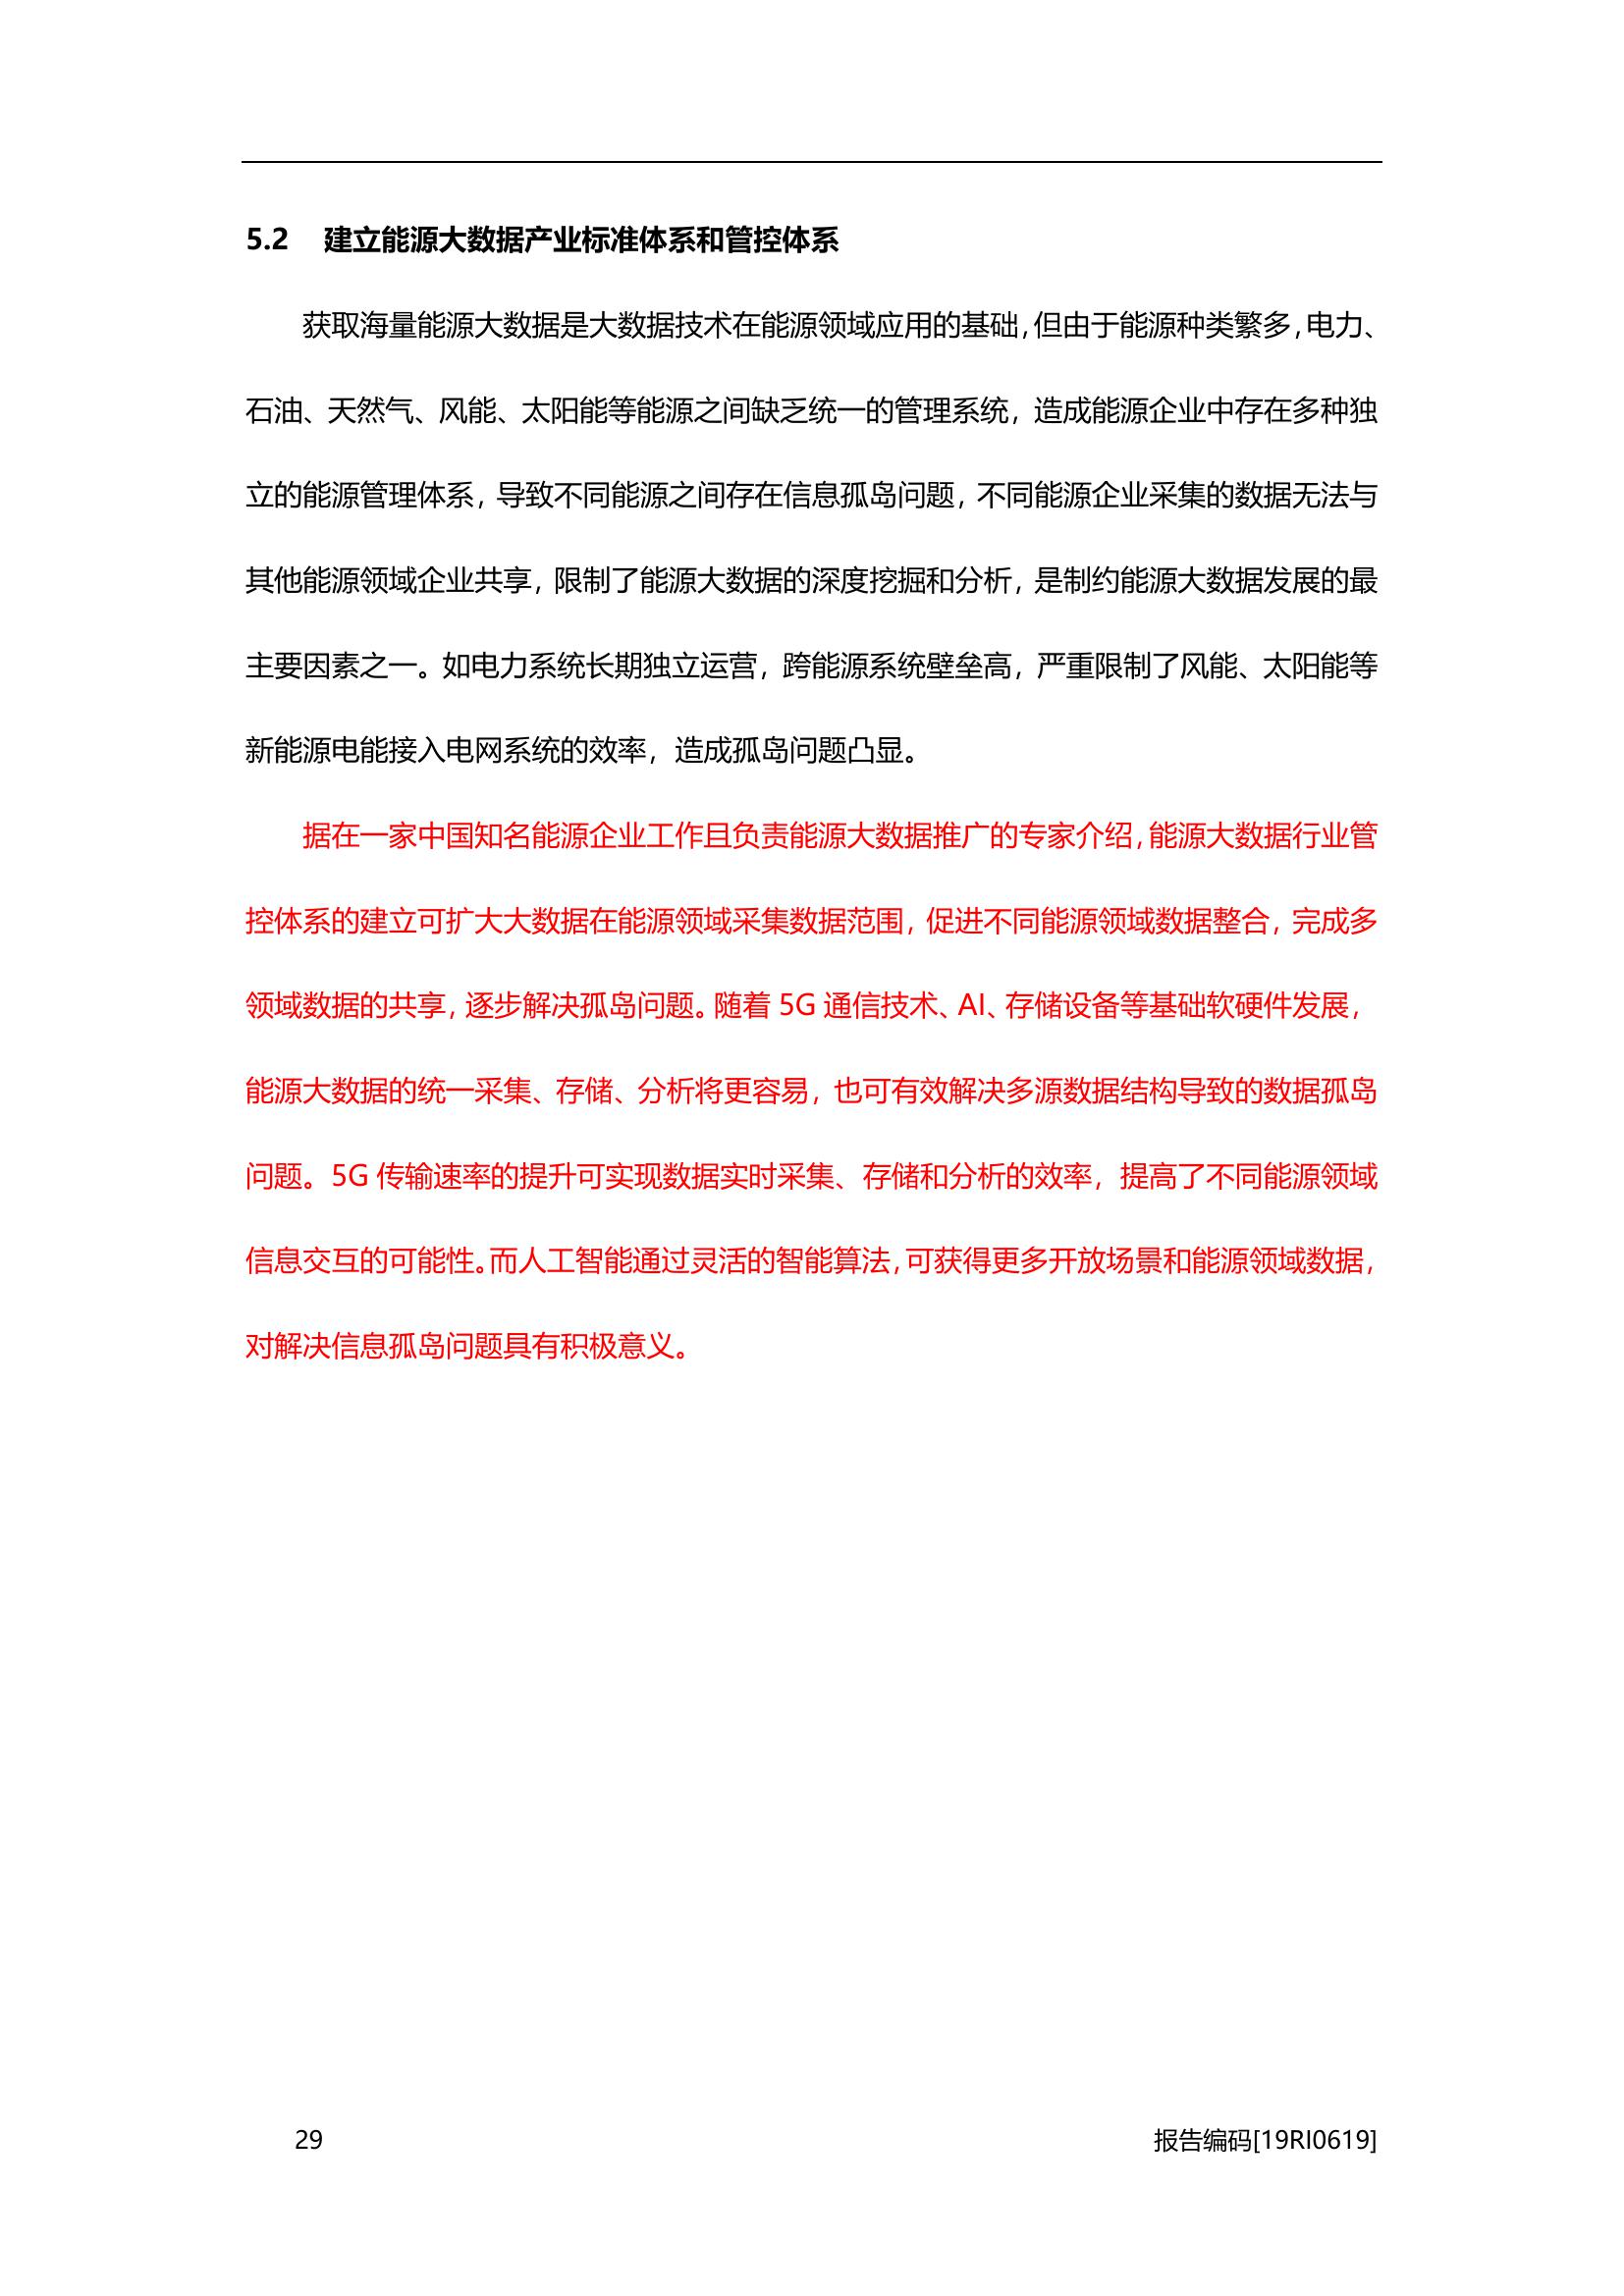 5.2 建立能源大数据产业标准体系和管控体系
获取海量能源大数据是大数据技术在能源领域应用的基础，但由于能源种类繁多，电力、
石油、天然气、风能、太阳能等能源之间缺乏统一的管理系统，造成能源企业中存在多种独
立的能源管理体系，导致不同能源之间存在信息孤岛问题，不同能源企业采集的数据无法与
其他能源领域企业共享，限制了能源大数据的深度挖掘和分析，是制约能源大数据发展的最
主要因素之一。如电力系统长期独立运营，跨能源系统壁垒高，严重限制了风能、太阳能等
新能源电能接入电网系统的效率，造成孤岛问题凸显。
据在一家中国知名能源企业工作且负责能源大数据推广的专家介绍，能源大数据行业管
控体系的建立可扩大大数据在能源领域采集数据范围，促进不同能源领域数据整合，完成多
领域数据的共享，逐步解决孤岛问题。随着 5G 通信技术、AI、存储设备等基础软硬件发展，
能源大数据的统一采集、存储、分析将更容易，也可有效解决多源数据结构导致的数据孤岛
问题。5G 传输速率的提升可实现数据实时采集、存储和分析的效率，提高了不同能源领域
信息交互的可能性。而人工智能通过灵活的智能算法，可获得更多开放场景和能源领域数据，
对解决信息孤岛问题具有积极意义。
29 报告编码[19RI0619]